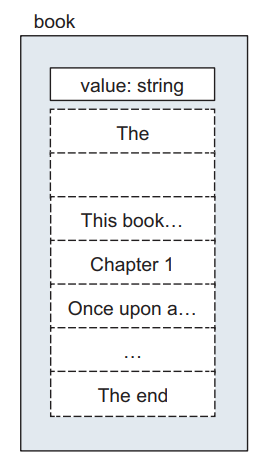 book
value: string
The
This book…
Chapter 1
Once upon a…
…
The end